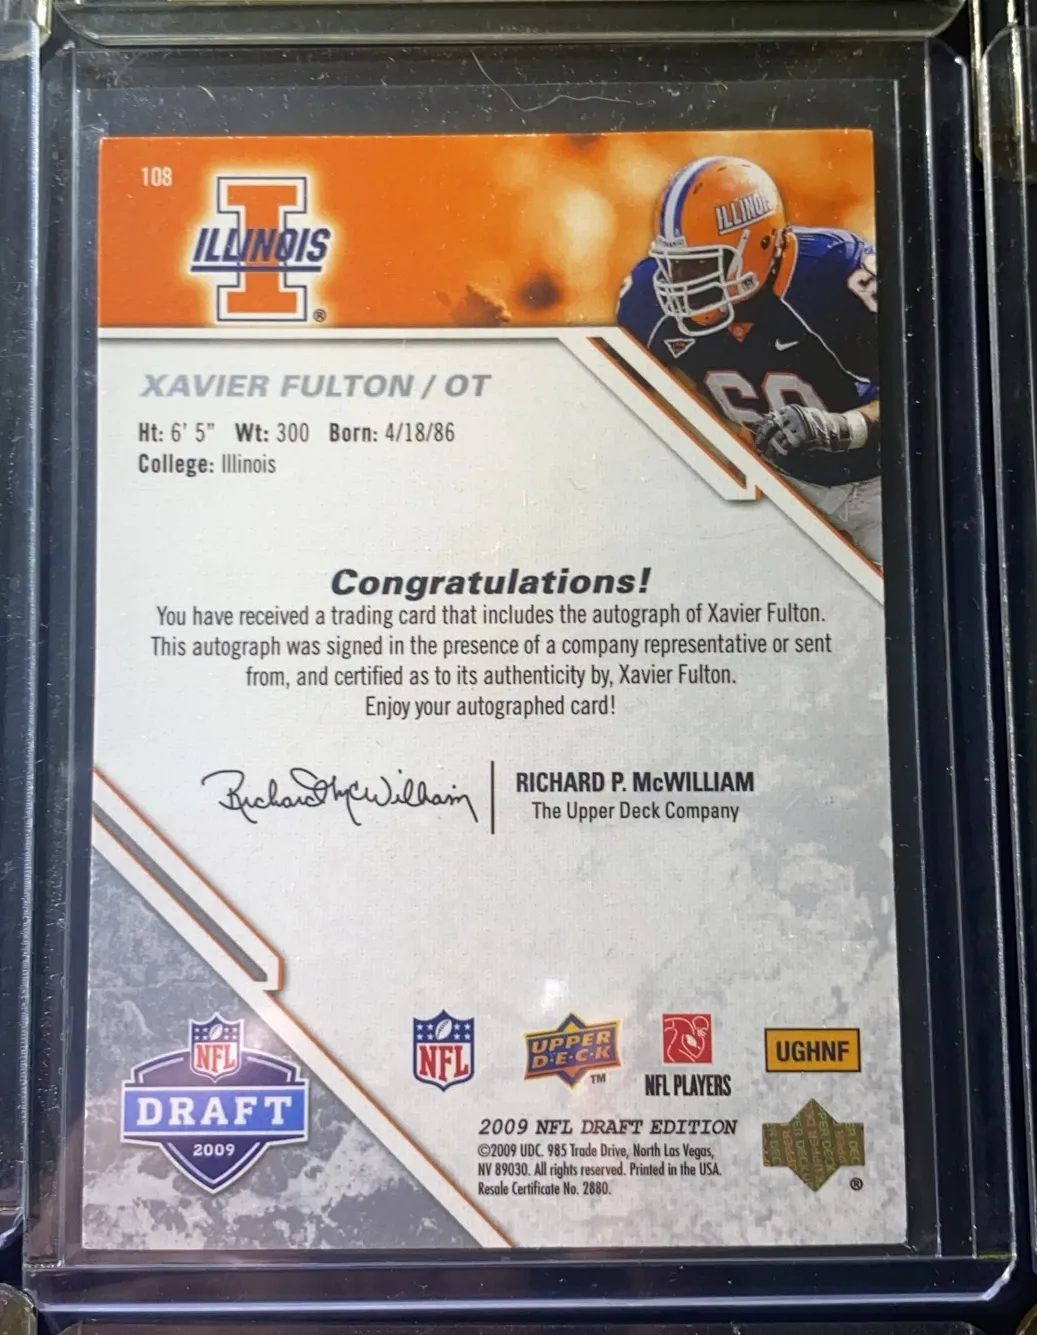 108
ILLINOIS
®
ILLINOI
XAVIER FULTON / OT
Ht: 6' 5" Wt: 300 Born: 4/18/86
College: Illinois
Congratulations!
You have received a trading card that includes the autograph of Xavier Fulton.
This autograph was signed in the presence of a company representative or sent
from, and certified as to its authenticity by, Xavier Fulton.
Enjoy your autographed card!
Richard McWilliam
RICHARD P. McWILLIAM
The Upper Deck Company
NFL
DRAFT
2009
NFL
UPPER
D·E·C·K
TM
NFL PLAYERS
UGHNF
2009 NFL DRAFT EDITION
©2009 UDC. 985 Trade Drive, North Las Vegas,
NV 89030. All rights reserved. Printed in the USA.
Resale Certificate No. 2880.
®